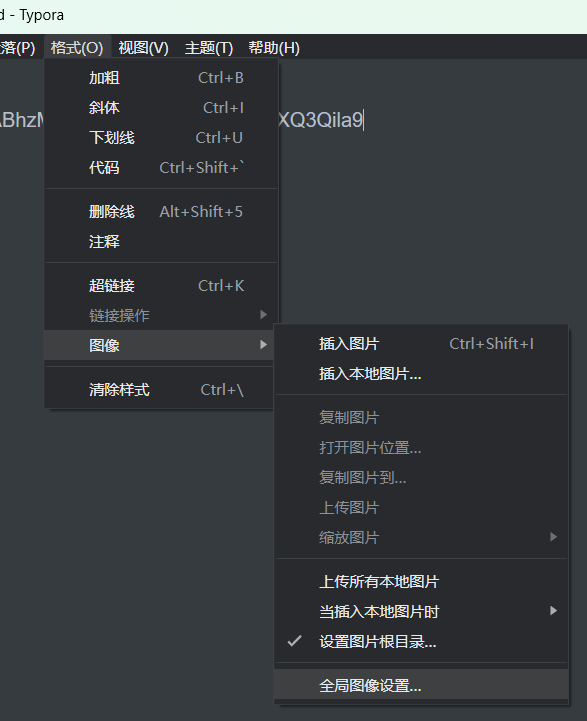 d - Typora
落(P) 格式(O) 视图(V) 主题(T) 帮助(H)
ABhzM XQ3Qila9
加粗 Ctrl+B
斜体 Ctrl+I
下划线 Ctrl+U
代码 Ctrl+Shift+`
删除线 Alt+Shift+5
注释
超链接 Ctrl+K
链接操作
图像
清除样式 Ctrl+\
插入图片 Ctrl+Shift+I
插入本地图片...
复制图片
打开图片位置...
复制图片到...
上传图片
缩放图片
上传所有本地图片
当插入本地图片时
设置图片根目录...
全局图像设置...